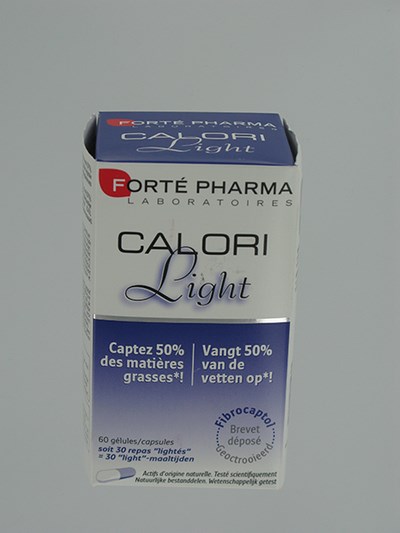 FORTÉ PHARMA
LABORATOIRES
CALORI
Light
FORTÉ PHARMA
LABORATOIRES
CALORI
Light
Captez 50%
des matières
grasses*!
Vangt 50%
van de
vetten op*!
60 gélules/capsules
soit 30 repas "lightés"
= 30 "light"-maaltijden
Fibrocaptol
Brevet
déposé
Geoctrooieerd
Actifs d'origine naturelle. Testé scientifiquement
Natuurlijke bestanddelen. Wetenschappelijk getest